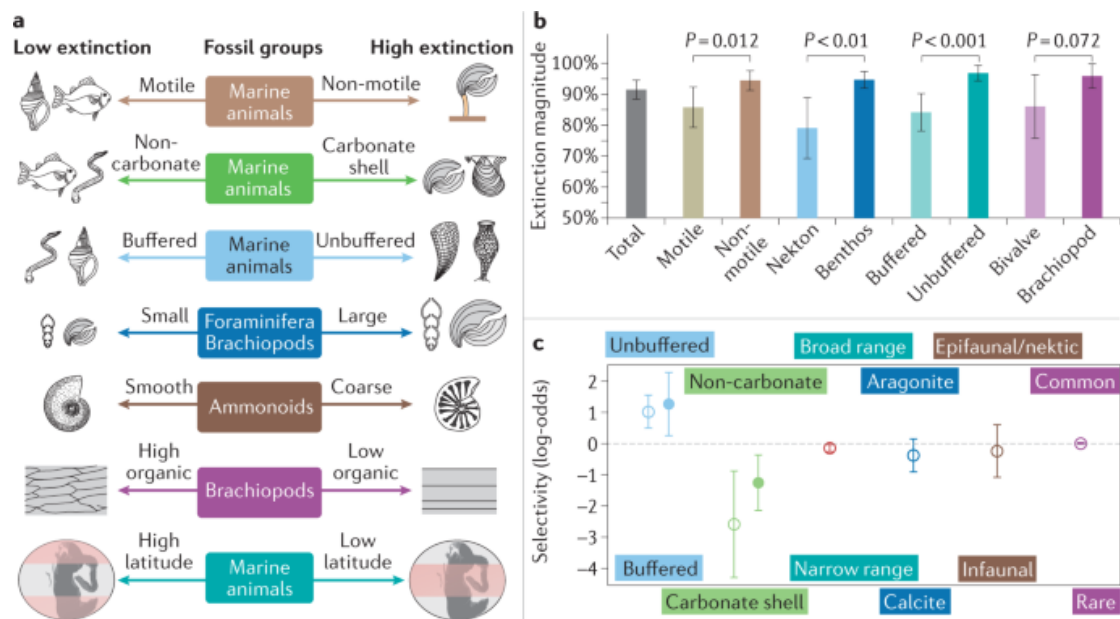 a
Low extinction
Fossil groups
High extinction
Motile
Marine
animals
Non-motile
Non-
carbonate
Marine
animals
Carbonate
shell
Buffered
Marine
animals
Unbuffered
Small
Foraminifera
Brachiopods
Large
Smooth
Ammonoids
Coarse
High
organic
Brachiopods
Low
organic
High
latitude
Marine
animals
Low
latitude
b
P = 0.012
P < 0.01
P < 0.001
P = 0.072
Extinction magnitude
100%
90%
80%
70%
60%
50%
Total
Motile
Non-
motile
Nekton
Benthos
Buffered
Unbuffered
Bivalve
Brachiopod
c
Unbuffered
Broad range
Epifaunal/nektic
Non-carbonate
Aragonite
Common
Selectivity (log-odds)
2
1
0
−1
−2
−3
−4
Buffered
Narrow range
Infaunal
Carbonate shell
Calcite
Rare